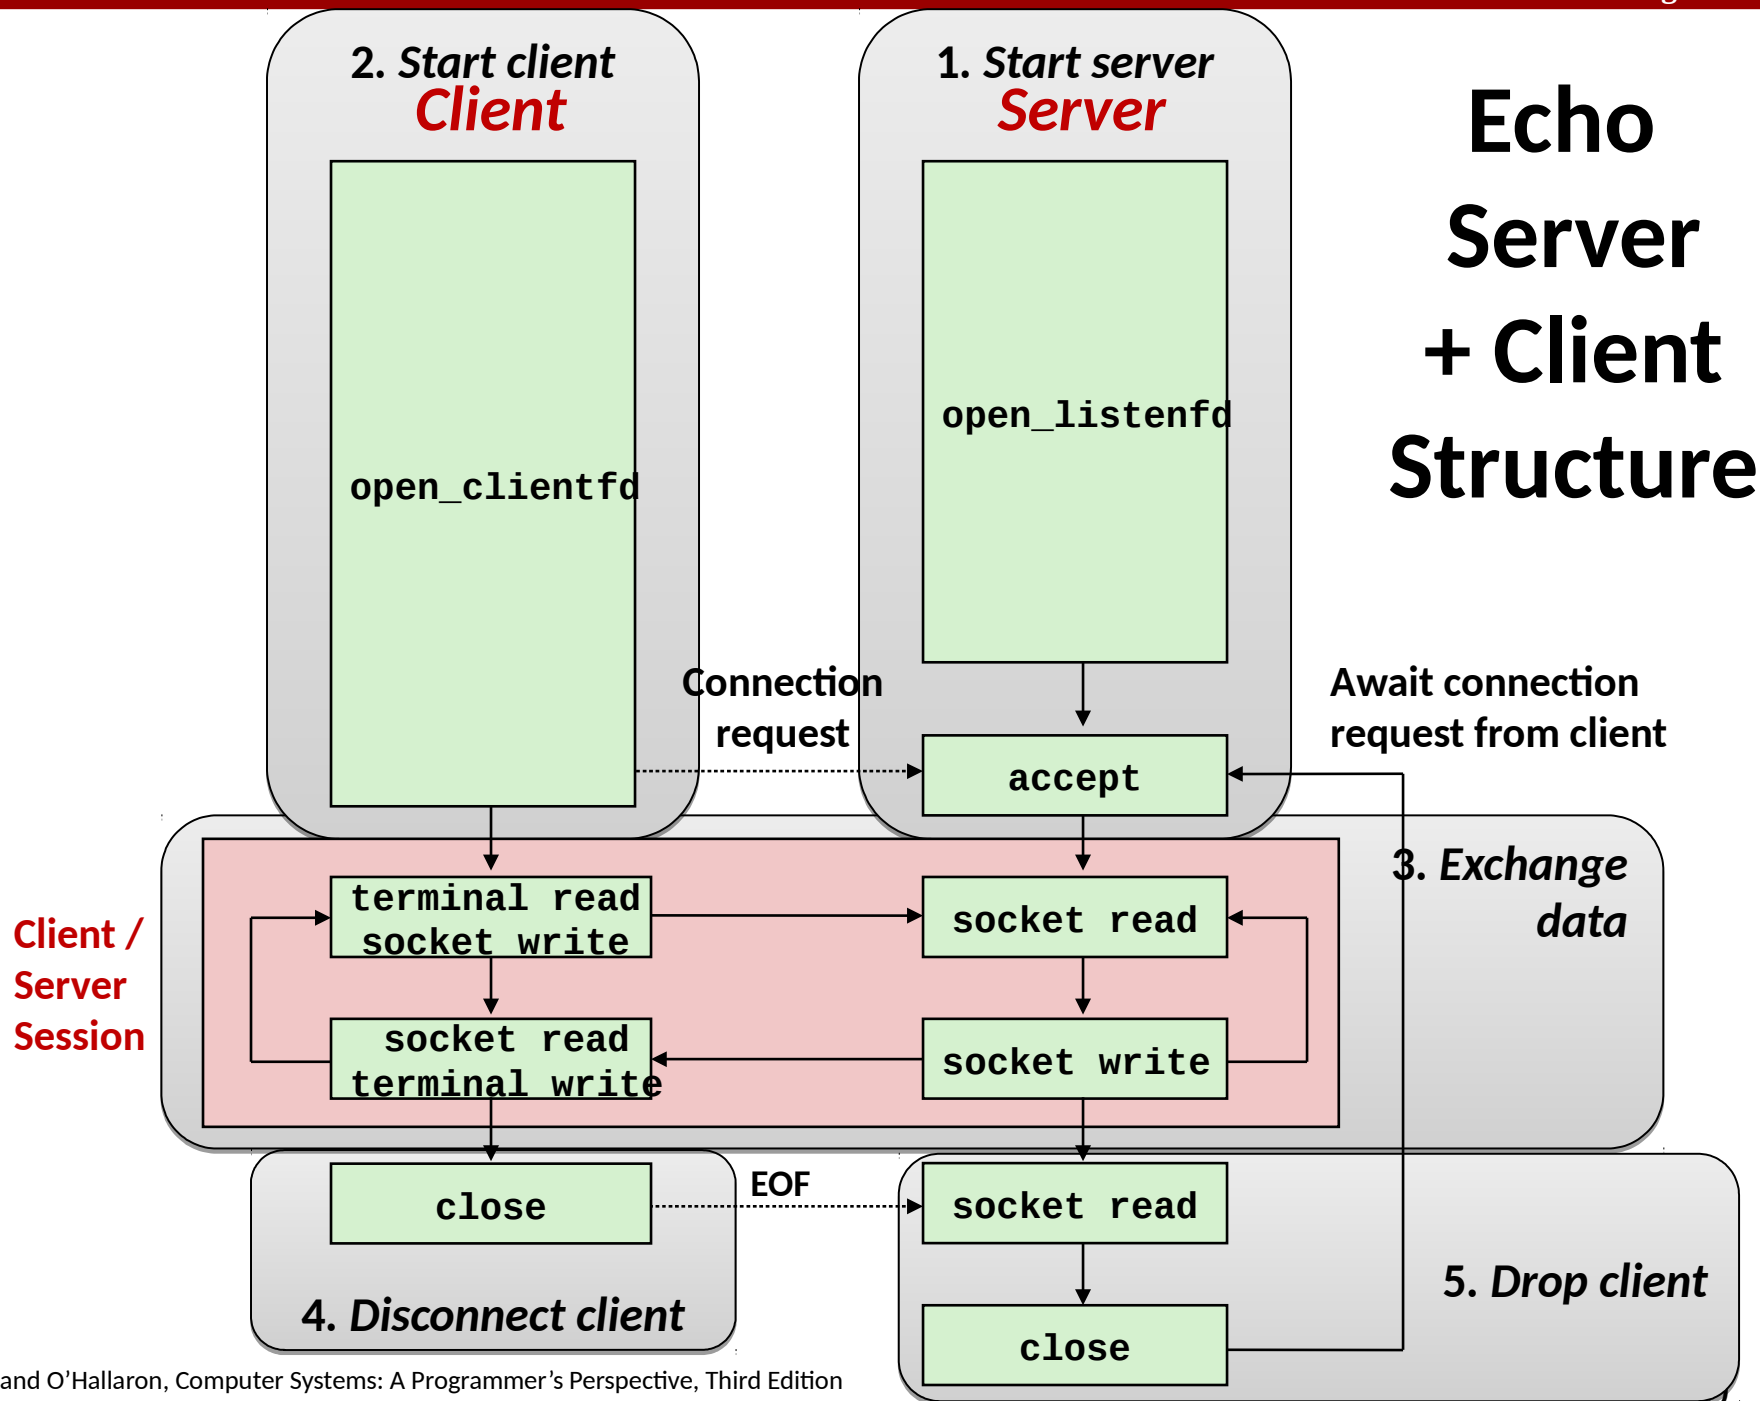 2. Start client
Client
1. Start server
Server
Echo
Server
+ Client
Structure
open_listenfd
open_clientfd
Connection
request
Await connection
request from client
accept
3. Exchange
data
Client /
Server
Session
terminal read
socket write
socket read
socket read
terminal write
socket write
close
EOF
socket read
4. Disconnect client
5. Drop client
close
and O’Hallaron, Computer Systems: A Programmer’s Perspective, Third Edition